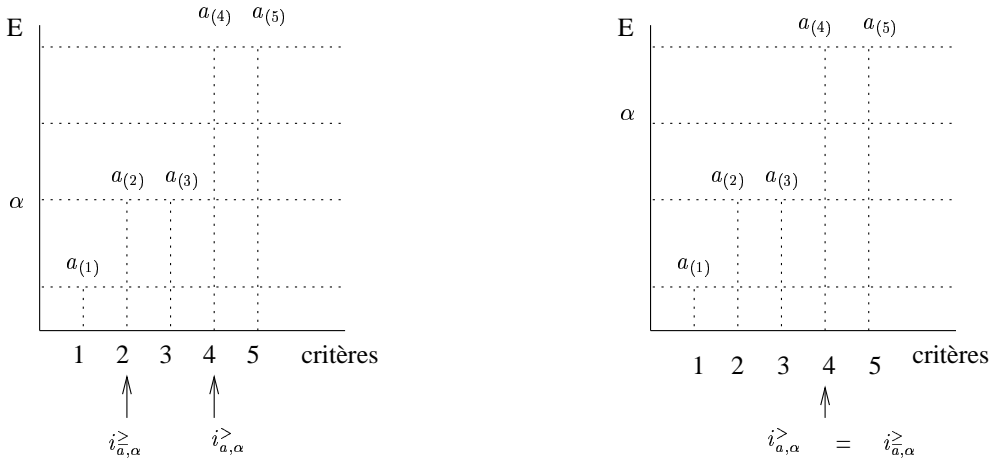 a(4) a(5)
E
a(2) a(3)
α
a(1)
1 2 3 4 5 critères
i≥a,α i>a,α
a(4) a(5)
E
α
a(2) a(3)
a(1)
1 2 3 4 5 critères
i>a,α = i≥a,α